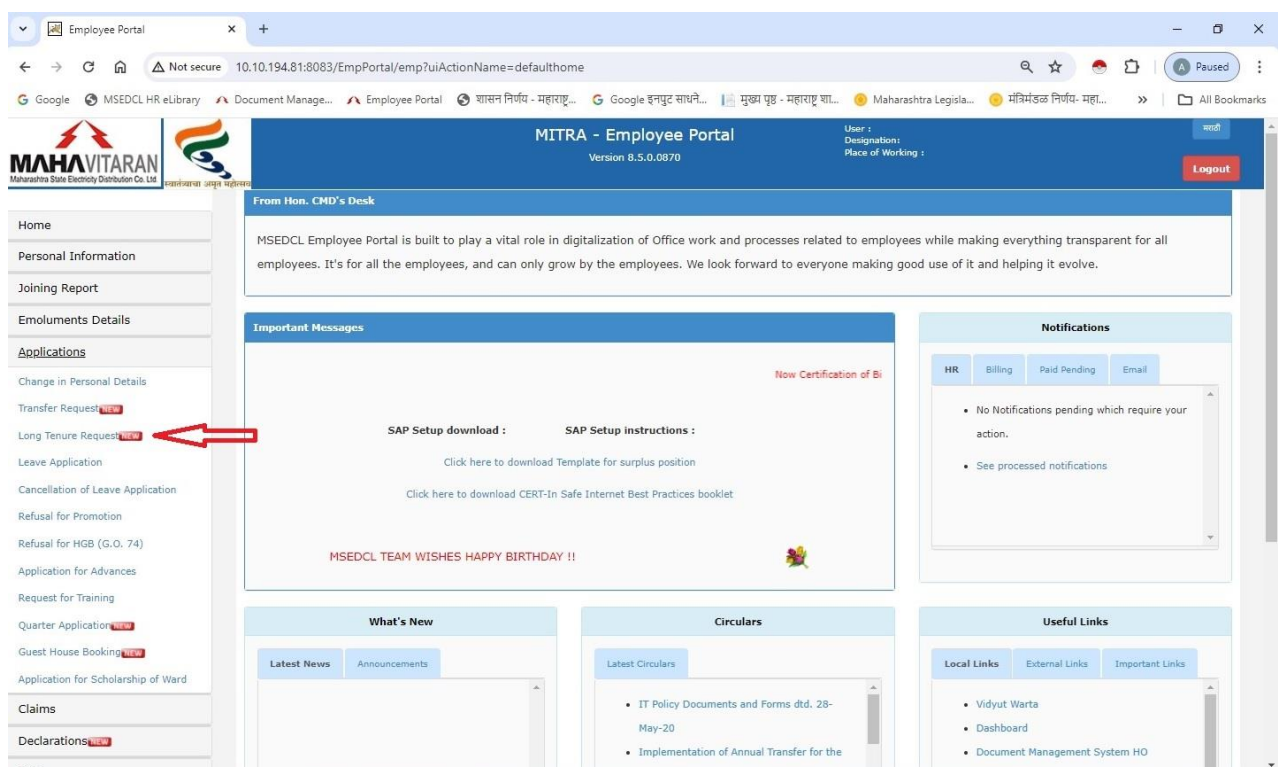 Employee Portal
Not secure 10.10.194.81:8083/EmpPortal/emp?uiActionName=defaulthome
A Paused
Google MSEDCL HR eLibrary Document Manage... Employee Portal शासन निर्णय - महाराष्ट्र... Google इनपुट साधने... मुख्य पृष्ठ - महाराष्ट्र शा... Maharashtra Legisla... मंत्रिमंडळ निर्णय- महा... » All Bookmarks
MAHAVITARAN
Maharashtra State Electricity Distribution Co. Ltd
स्वातंत्र्याचा अमृत महोत्सव
MITRA - Employee Portal
Version 8.5.0.0870
User :
Designation:
Place of Working :
मराठी
Logout
Home
Personal Information
Joining Report
Emoluments Details
Applications
Change in Personal Details
Transfer Request NEW
Long Tenure Request NEW
Leave Application
Cancellation of Leave Application
Refusal for Promotion
Refusal for HGB (G.O. 74)
Application for Advances
Request for Training
Quarter Application NEW
Guest House Booking NEW
Application for Scholarship of Ward
Claims
Declarations NEW
From Hon. CMD's Desk
MSEDCL Employee Portal is built to play a vital role in digitalization of Office work and processes related to employees while making everything transparent for all
employees. It's for all the employees, and can only grow by the employees. We look forward to everyone making good use of it and helping it evolve.
Important Messages
Now Certification of Bi
SAP Setup download : SAP Setup instructions :
Click here to download Template for surplus position
Click here to download CERT-In Safe Internet Best Practices booklet
MSEDCL TEAM WISHES HAPPY BIRTHDAY !!
Notifications
HR Billing Paid Pending Email
• No Notifications pending which require your
action.
• See processed notifications
What's New
Latest News Announcements
Circulars
Latest Circulars
• IT Policy Documents and Forms dtd. 28-
May-20
• Implementation of Annual Transfer for the
Useful Links
Local Links External Links Important Links
• Vidyut Warta
• Dashboard
• Document Management System HO